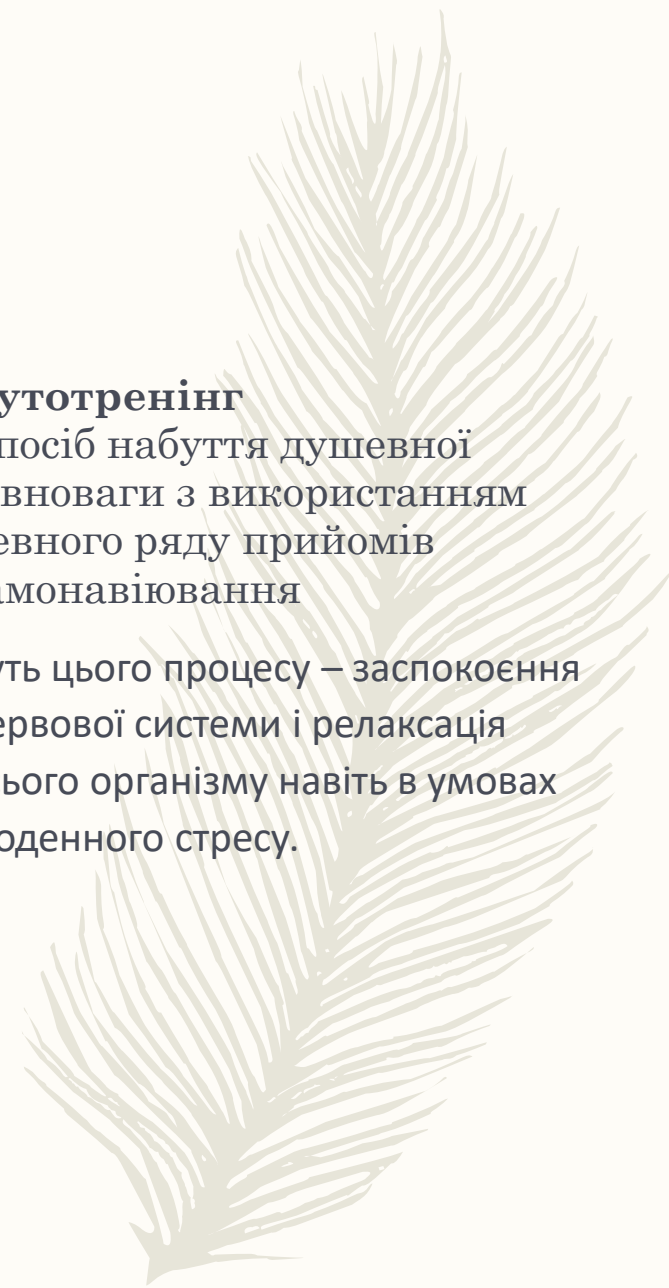 утотренінг
посіб набуття душевної
вноваги з використанням
евного ряду прийомів
амонавіювання
уть цього процесу – заспокоєння
ервової системи і релаксація
ього організму навіть в умовах
оденного стресу.